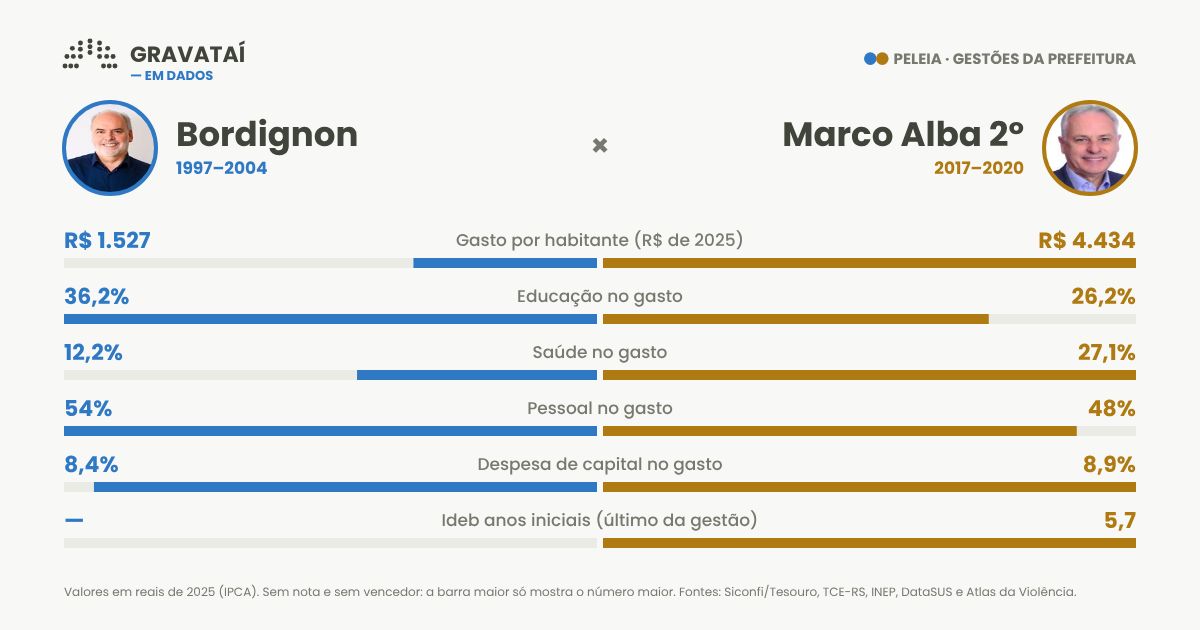 GRAVATAÍ
— EM DADOS
PELEIA · GESTÕES DA PREFEITURA
Bordignon
1997–2004
×
Marco Alba 2º
2017–2020
R$ 1.527 Gasto por habitante (R$ de 2025) R$ 4.434
36,2% Educação no gasto 26,2%
12,2% Saúde no gasto 27,1%
54% Pessoal no gasto 48%
8,4% Despesa de capital no gasto 8,9%
— Ideb anos iniciais (último da gestão) 5,7
Valores em reais de 2025 (IPCA). Sem nota e sem vencedor: a barra maior só mostra o número maior. Fontes: Siconfi/Tesouro, TCE-RS, INEP, DataSUS e Atlas da Violência.